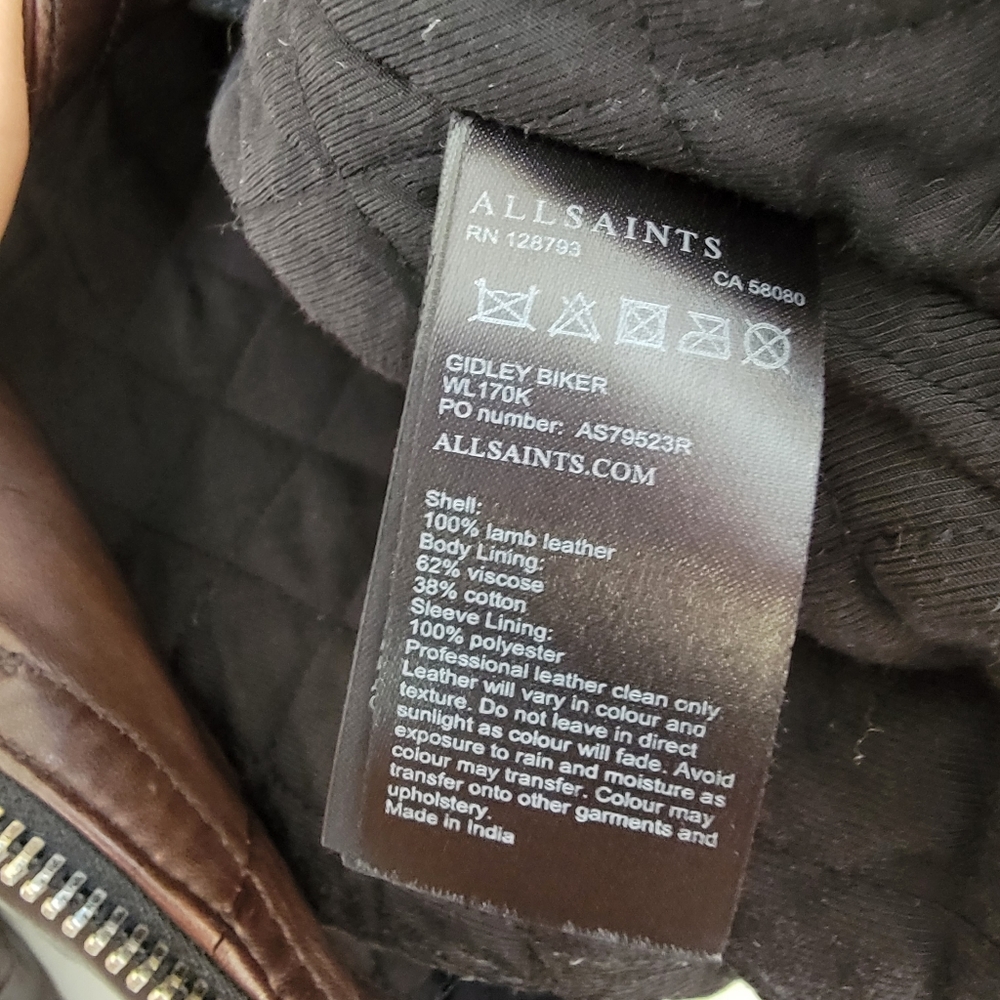 ALLSAINTS
RN 128793
CA 58080
GIDLEY BIKER
WL170K
PO number: AS79523R
ALLSAINTS.COM
Shell:
100% lamb leather
Body Lining:
62% viscose
38% cotton
Sleeve Lining:
100% polyester
Professional leather clean only
Leather will vary in colour and
texture. Do not leave in direct
sunlight as colour will fade. Avoid
exposure to rain and moisture as
colour may transfer. Colour may
transfer onto other garments and
upholstery.
Made in India